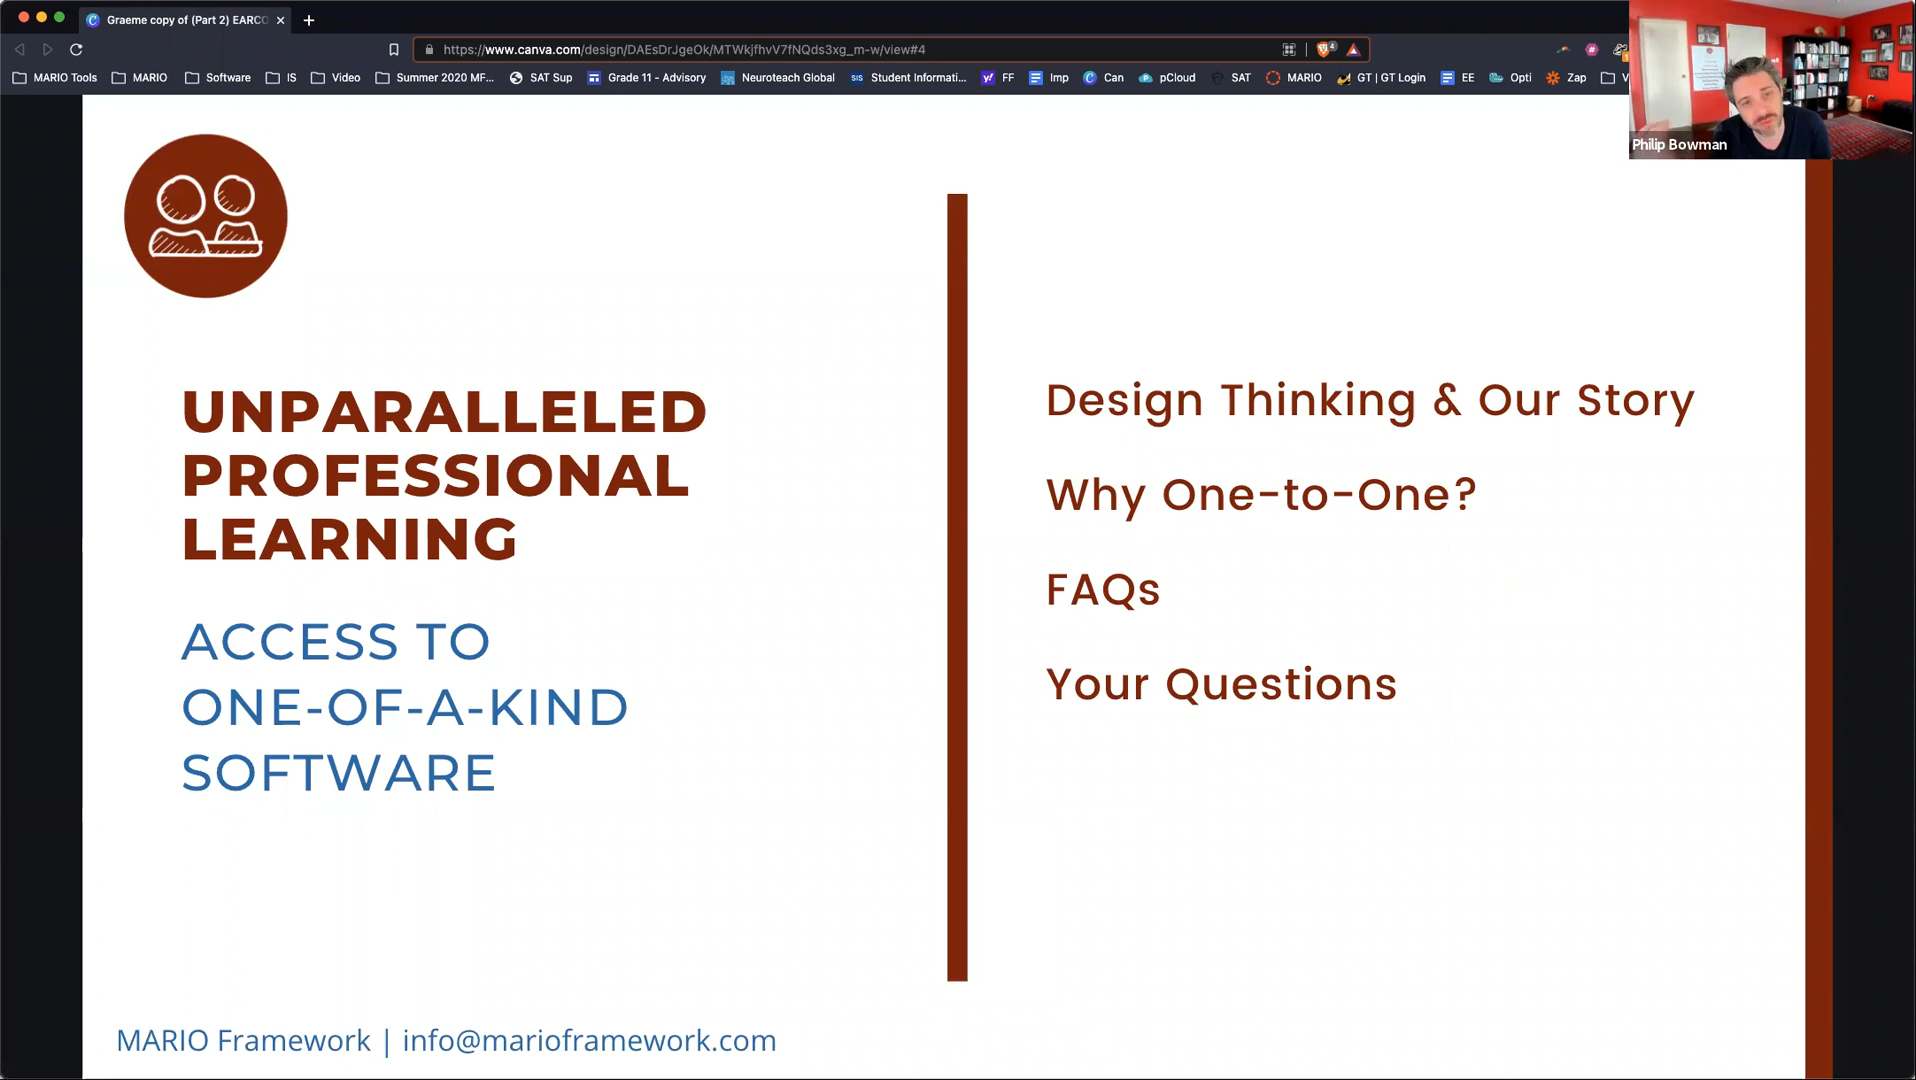 Graeme copy of (Part 2) EARCO
https://www.canva.com/design/DAEsDrJgeOk/MTWkjfhvV7fNQds3xg_m-w/view#4
MARIO Tools MARIO Software IS Video Summer 2020 MF... SAT Sup Grade 11 - Advisory Neuroteach Global SIS Student Informati... FF Imp Can pCloud SAT MARIO GT | GT Login EE Opti Zap V
Philip Bowman
UNPARALLELED
PROFESSIONAL
LEARNING
ACCESS TO
ONE-OF-A-KIND
SOFTWARE
Design Thinking & Our Story
Why One-to-One?
FAQs
Your Questions
MARIO Framework | info@marioframework.com